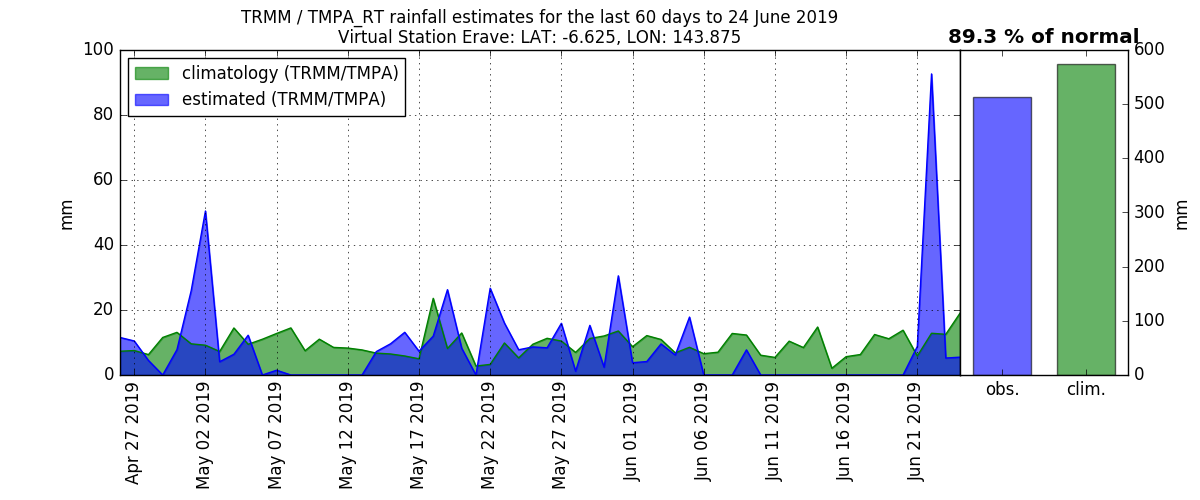 TRMM / TMPA_RT rainfall estimates for the last 60 days to 24 June 2019
Virtual Station Erave: LAT: -6.625, LON: 143.875
89.3 % of normal
climatology (TRMM/TMPA)
estimated (TRMM/TMPA)
100
80
60
40
20
0
mm
Apr 27 2019
May 02 2019
May 07 2019
May 12 2019
May 17 2019
May 22 2019
May 27 2019
Jun 01 2019
Jun 06 2019
Jun 11 2019
Jun 16 2019
Jun 21 2019
obs.
clim.
600
500
400
300
200
100
0
mm